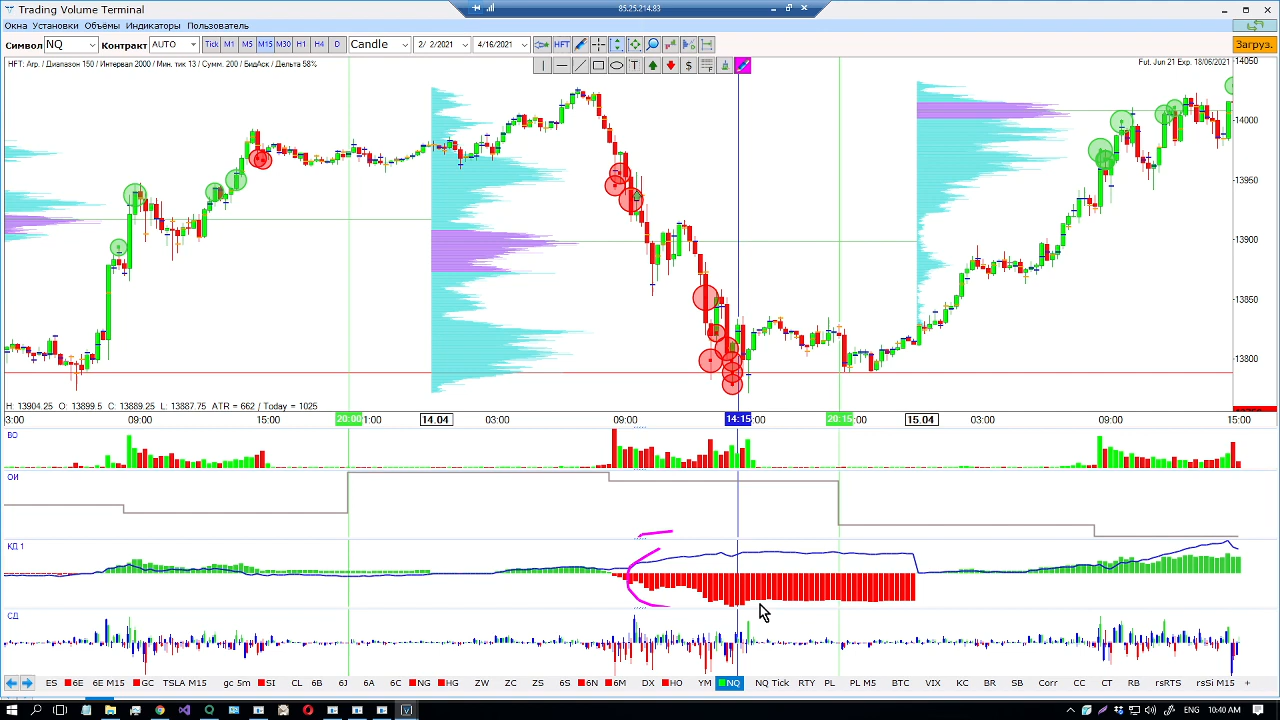 Trading Volume Terminal
85.25.214.83
Окна Установки Объёмы Индикаторы Пользователь
Символ NQ Контракт AUTO Tick M1 M5 M15 M30 H1 H4 D Candle 2/ 2/2021 4/16/2021 HFT Загруз.
T $ F
HFT: Агр. / Диапазон 150 / Интервал 2000 / Мин. тик 13 / Сумм. 200 / БидАск / Дельта 58%
Fut. Jun 21 Exp. 18/06/2021
14050
14000
13950
13900
13850
13800
H: 13904.25 O: 13899.5 C: 13889.25 L: 13887.75 ATR = 662 / Today = 1025
3:00 09:00 15:00 20:00 1:00 14.04 03:00 09:00 14:15 :00 20:15 :00 15.04 03:00 09:00 15:00
ВО
ОИ
КД 1
СД
ES 6E 6E M15 GC TSLA M15 gc 5m SI CL 6B 6J 6A 6C NG HG ZW ZC ZS 6S 6N 6M DX HO YM NQ NQ Tick RTY PL PL M5 BTC VIX KC BR SB Corr CC CT RB RTS rsSi M15 +
ENG 10:40 AM